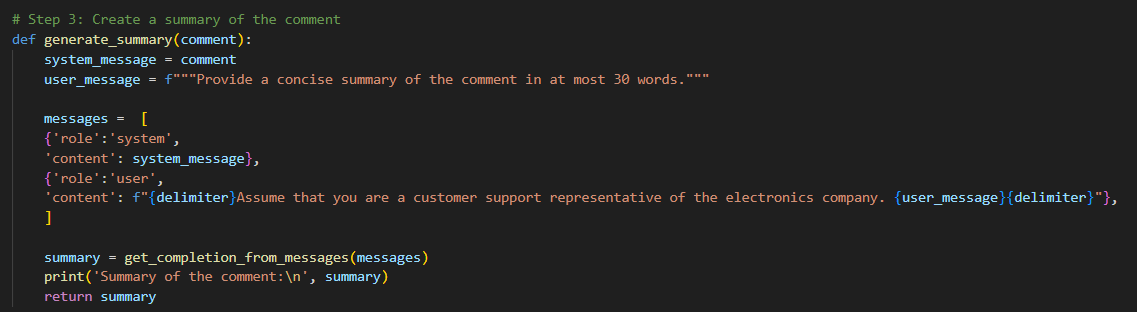 # Step 3: Create a summary of the comment
def generate_summary(comment):
    system_message = comment
    user_message = f"""Provide a concise summary of the comment in at most 30 words."""

    messages =  [
    {'role':'system',
    'content': system_message},
    {'role':'user',
    'content': f"{delimiter}Assume that you are a customer support representative of the electronics company. {user_message}{delimiter}"},
    ]

    summary = get_completion_from_messages(messages)
    print('Summary of the comment:\n', summary)
    return summary